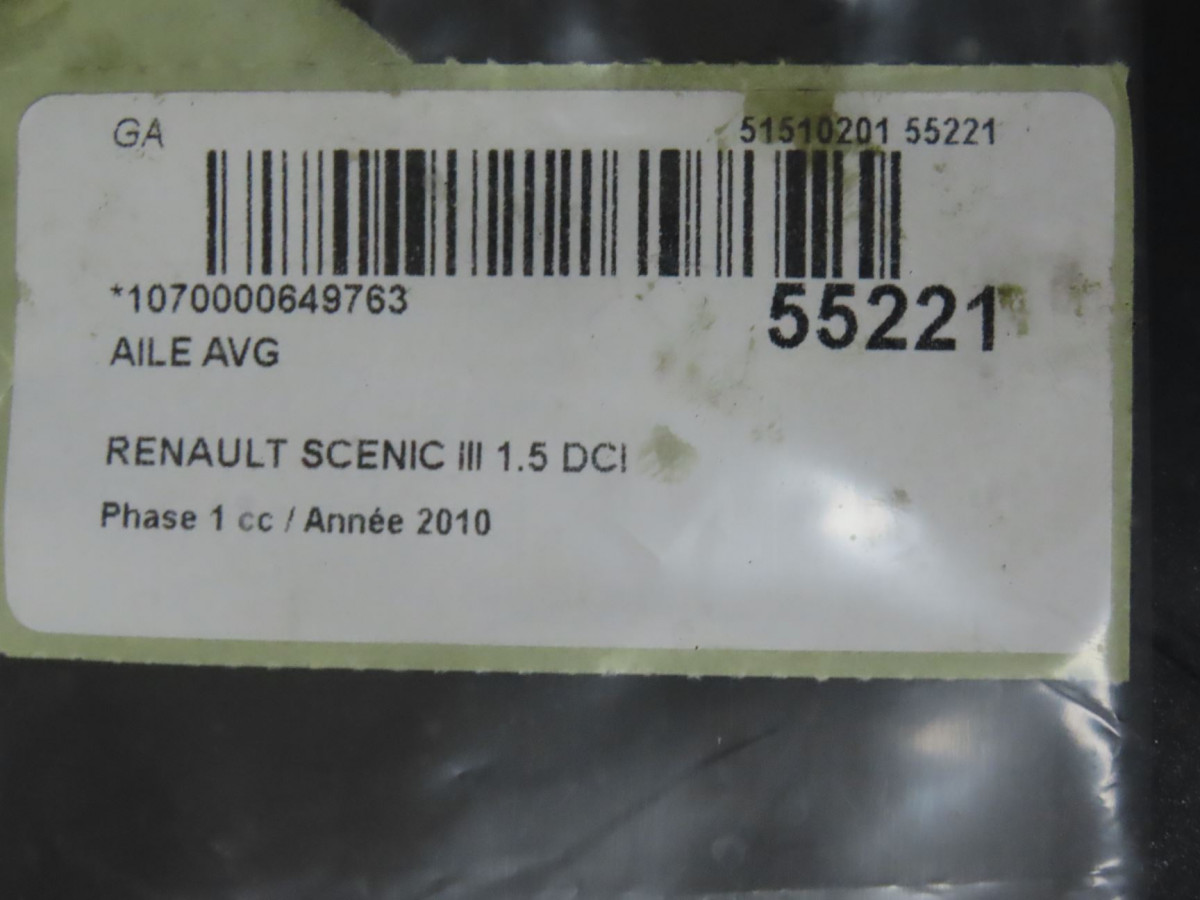 GA 51510201 55221
*1070000649763 55221
AILE AVG
RENAULT SCENIC III 1.5 DCI
Phase 1 cc / Année 2010